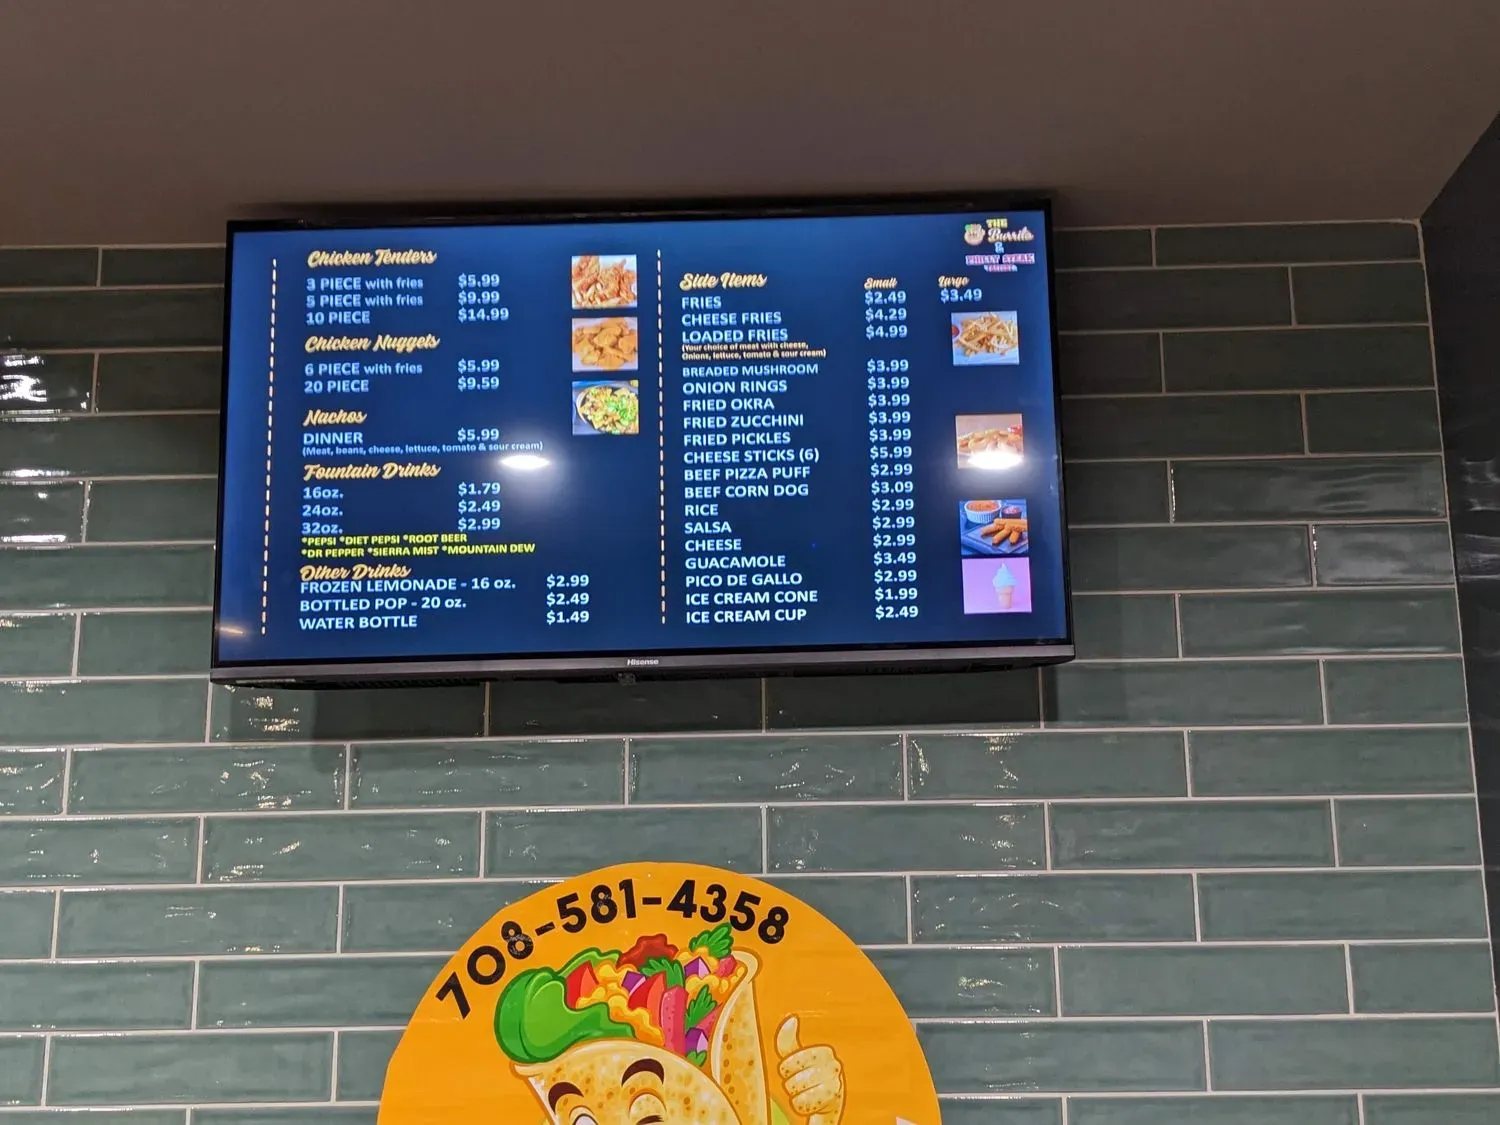 Chicken Tenders
3 PIECE with fries $5.99
5 PIECE with fries $9.99
10 PIECE $14.99
Chicken Nuggets
6 PIECE with fries $5.99
20 PIECE $9.59
Nachos
DINNER $5.99
(Meat, beans, cheese, lettuce, tomato & sour cream)
Fountain Drinks
16oz. $1.79
24oz. $2.49
32oz. $2.99
*PEPSI *DIET PEPSI *ROOT BEER
*DR PEPPER *SIERRA MIST *MOUNTAIN DEW
Other Drinks
FROZEN LEMONADE - 16 oz. $2.99
BOTTLED POP - 20 oz. $2.49
WATER BOTTLE $1.49
THE
Burrito
&
PHILLY STEAK
Side Items Small Large
FRIES $2.49 $3.49
CHEESE FRIES $4.29
LOADED FRIES $4.99
(Your choice of meat with cheese,
Onions, lettuce, tomato & sour cream)
BREADED MUSHROOM $3.99
ONION RINGS $3.99
FRIED OKRA $3.99
FRIED ZUCCHINI $3.99
FRIED PICKLES $3.99
CHEESE STICKS (6) $5.99
BEEF PIZZA PUFF $2.99
BEEF CORN DOG $3.09
RICE $2.99
SALSA $2.99
CHEESE $2.99
GUACAMOLE $3.49
PICO DE GALLO $2.99
ICE CREAM CONE $1.99
ICE CREAM CUP $2.49
Hisense
708-581-4358